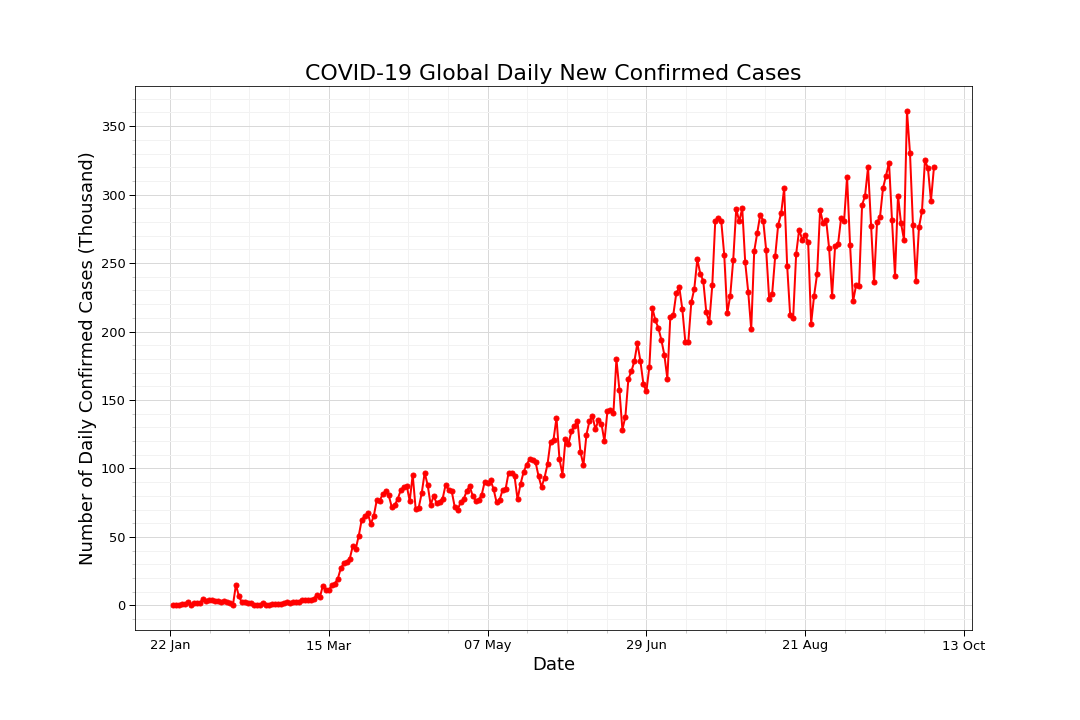 COVID-19 Global Daily New Confirmed Cases
Number of Daily Confirmed Cases (Thousand)
350
300
250
200
150
100
50
0
22 Jan
15 Mar
07 May
29 Jun
21 Aug
13 Oct
Date